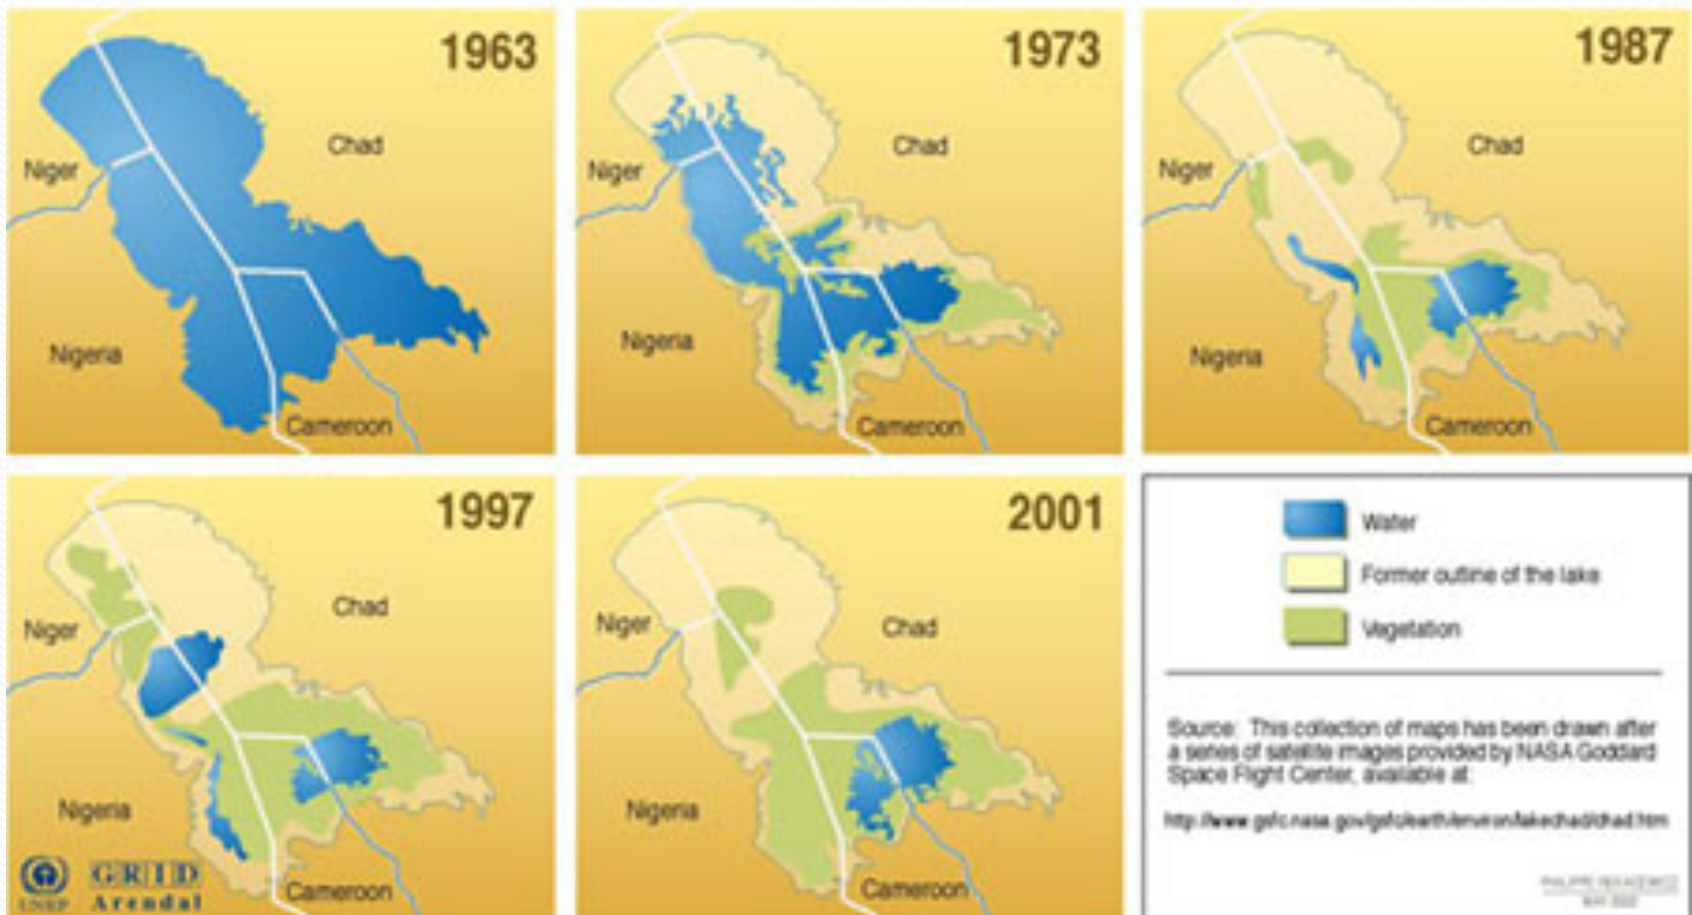 1963
Chad
Niger
Nigeria
Cameroon
1973
Chad
Niger
Nigeria
Cameroon
1987
Chad
Niger
Nigeria
Cameroon
1997
Chad
Niger
Nigeria
Cameroon
UNEP
GRID
Arendal
2001
Niger
Chad
Nigeria
Cameroon
Water
Former outline of the lake
Vegetation
Source: This collection of maps has been drawn after
a series of satellite images provided by NASA Goddard
Space Flight Center, available at: